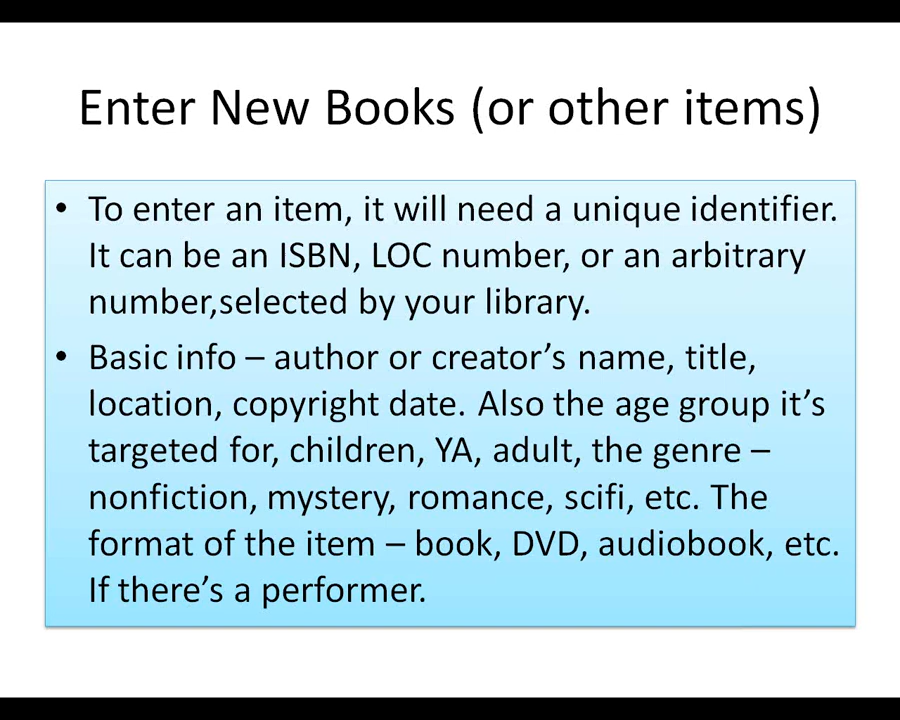 Enter New Books (or other items)
• To enter an item, it will need a unique identifier.
It can be an ISBN, LOC number, or an arbitrary
number,selected by your library.
• Basic info – author or creator’s name, title,
location, copyright date. Also the age group it’s
targeted for, children, YA, adult, the genre –
nonfiction, mystery, romance, scifi, etc. The
format of the item – book, DVD, audiobook, etc.
If there’s a performer.